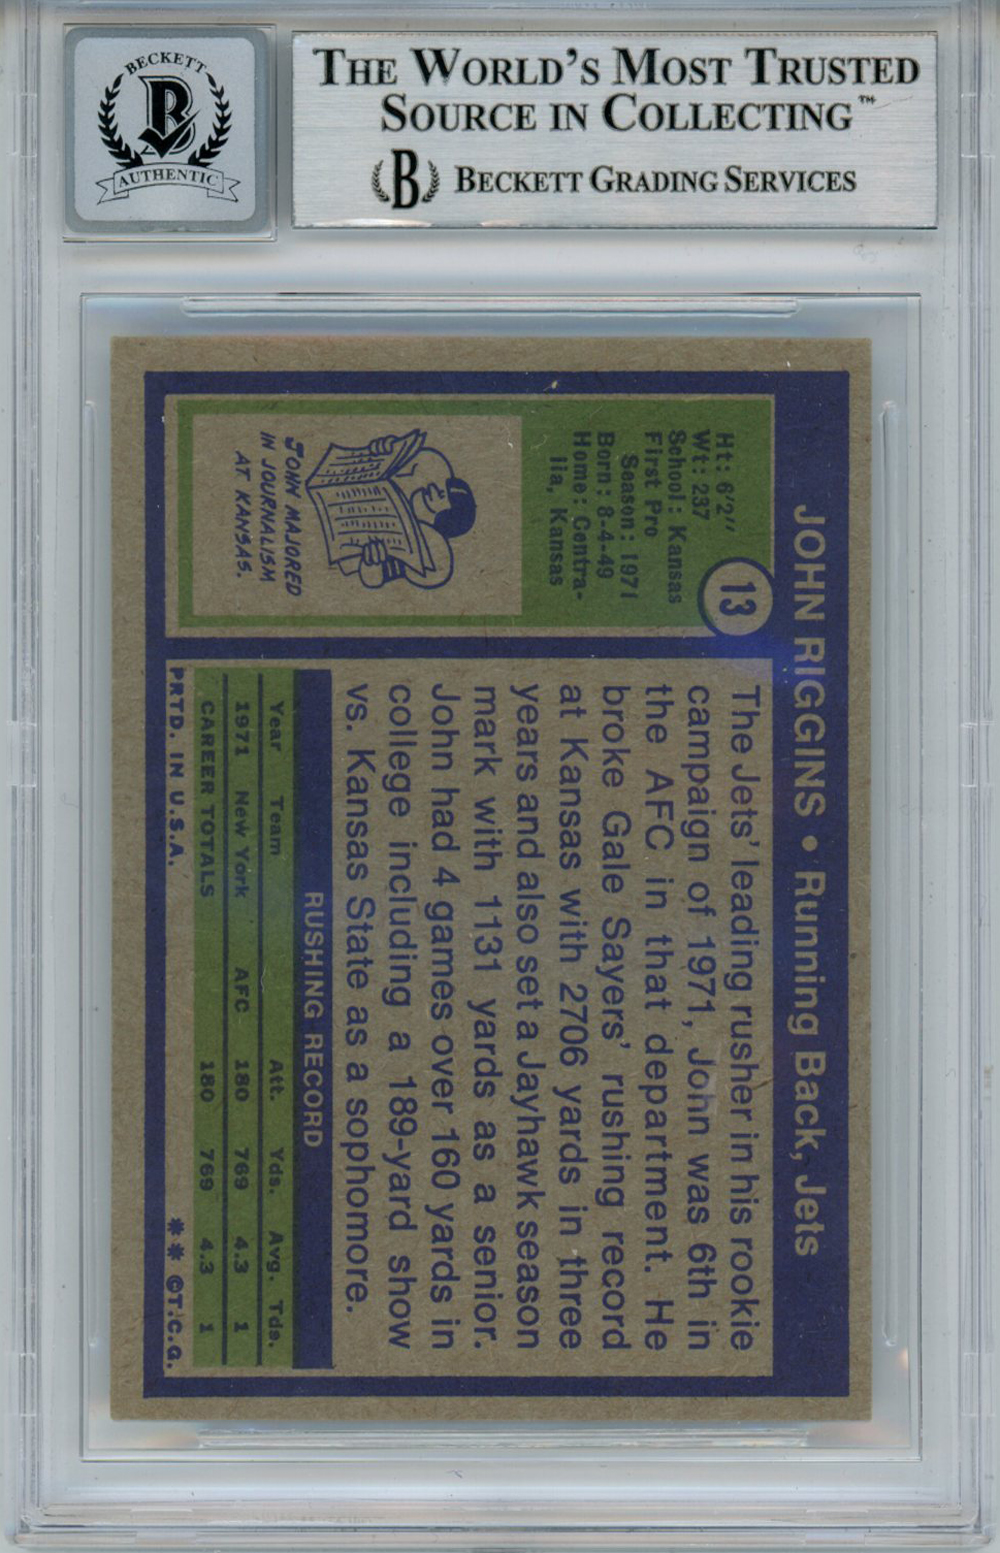 BECKETT
B
AUTHENTIC
THE WORLD'S MOST TRUSTED
SOURCE IN COLLECTING™
B BECKETT GRADING SERVICES
JOHN RIGGINS • Running Back, Jets
13
Ht: 6'2"
Wt: 237
School: Kansas
First Pro
Season: 1971
Born: 8-4-49
Home: Centra-
lia, Kansas
JOHN MAJORED
IN JOURNALISM
AT KANSAS.
The Jets' leading rusher in his rookie
campaign of 1971, John was 6th in
the AFC in that department. He
broke Gale Sayers' rushing record
at Kansas with 2706 yards in three
years and also set a Jayhawk season
mark with 1131 yards as a senior.
John had 4 games over 160 yards in
college including a 189-yard show
vs. Kansas State as a sophomore.
RUSHING RECORD
Year Team Att. Yds. Avg. Tds.
1971 New York AFC 180 769 4.3 1
CAREER TOTALS 180 769 4.3 1
PRTD. IN U.S.A. ** ©T.C.G.